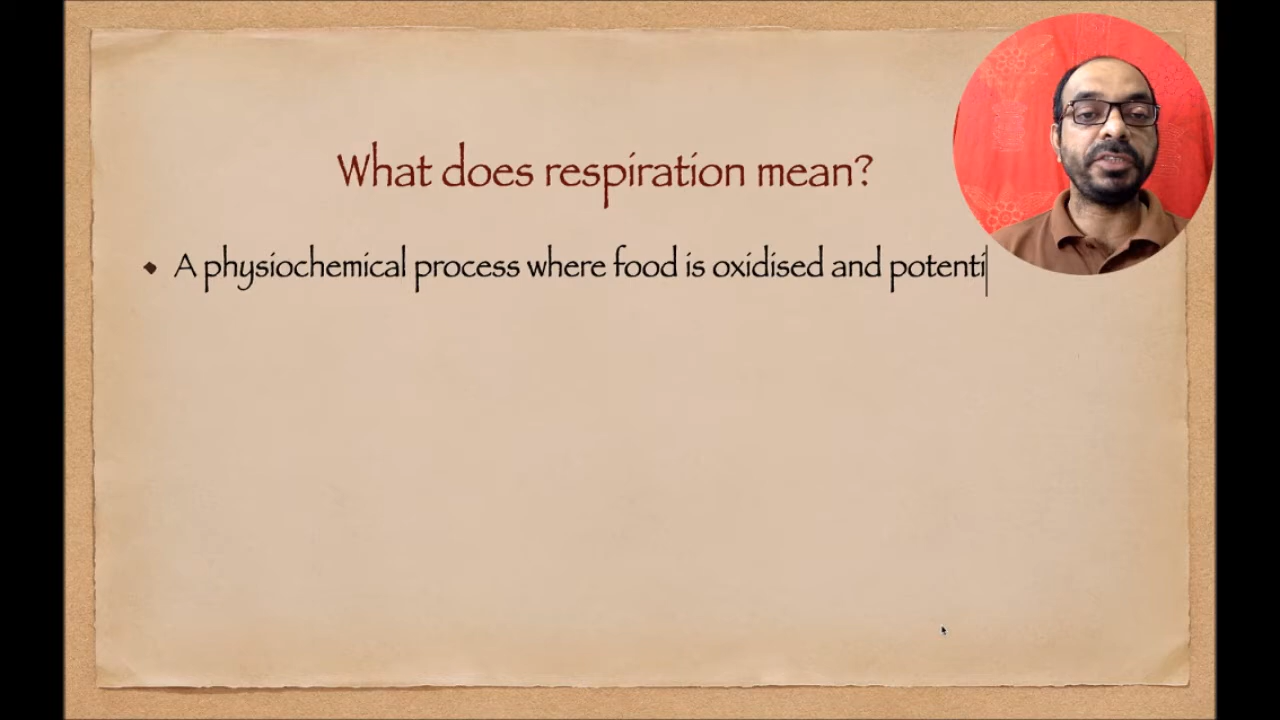 What does respiration mean?
A physiochemical process where food is oxidised and potenti